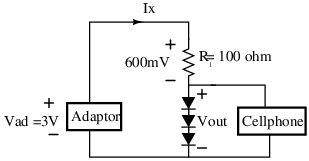 Ix
+
600mV
R = 100 ohm
−
+
Vad =3V
−
Adaptor
+
Vout
−
Cellphone